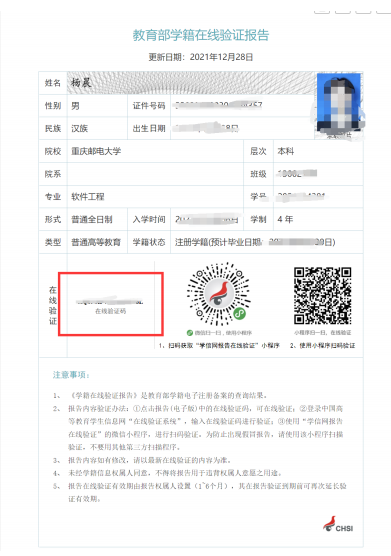 教育部学籍在线验证报告
更新日期：2021年12月28日
姓名 杨晨
性别 男 证件号码
民族 汉族 出生日期
院校 重庆邮电大学 层次 本科
院系 班级
专业 软件工程 学号
形式 普通全日制 入学时间 学制 4 年
类型 普通高等教育 学籍状态 注册学籍(预计毕业日期:
在线验证
在线验证码
微信扫一扫，使用小程序
小程序扫一扫，在线验证
1、扫码获取“学信网报告在线验证”小程序
2、使用小程序扫码验证
注意事项：
1、《学籍在线验证报告》是教育部学籍电子注册备案的查询结果。
2、报告内容验证办法：①点击报告(电子版)中的在线验证码，可在线验证；②登录中国高
等教育学生信息网“在线验证系统”，输入在线验证码进行验证；③使用“学信网报告
在线验证”的微信小程序，进行扫码验证。为防止出现假冒报告，请使用该小程序扫描
验证，不要用其他第三方扫描程序。
3、报告内容如有修改，请以最新在线验证的内容为准。
4、未经学籍信息权属人同意，不得将报告用于违背权属人意愿之用途。
5、报告在线验证有效期由报告权属人设置（1~6个月），其在报告验证到期前可再次延长验
证有效期。
CHSI